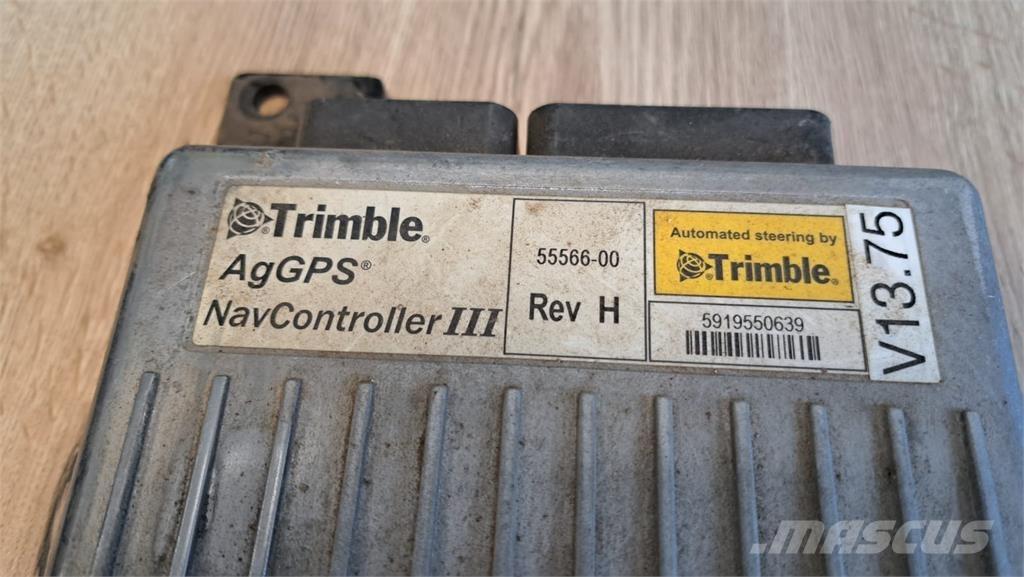 Trimble®
AgGPS®
NavController III
55566-00
Rev H
Automated steering by
Trimble®
5919550639
V13.75
MASCUS